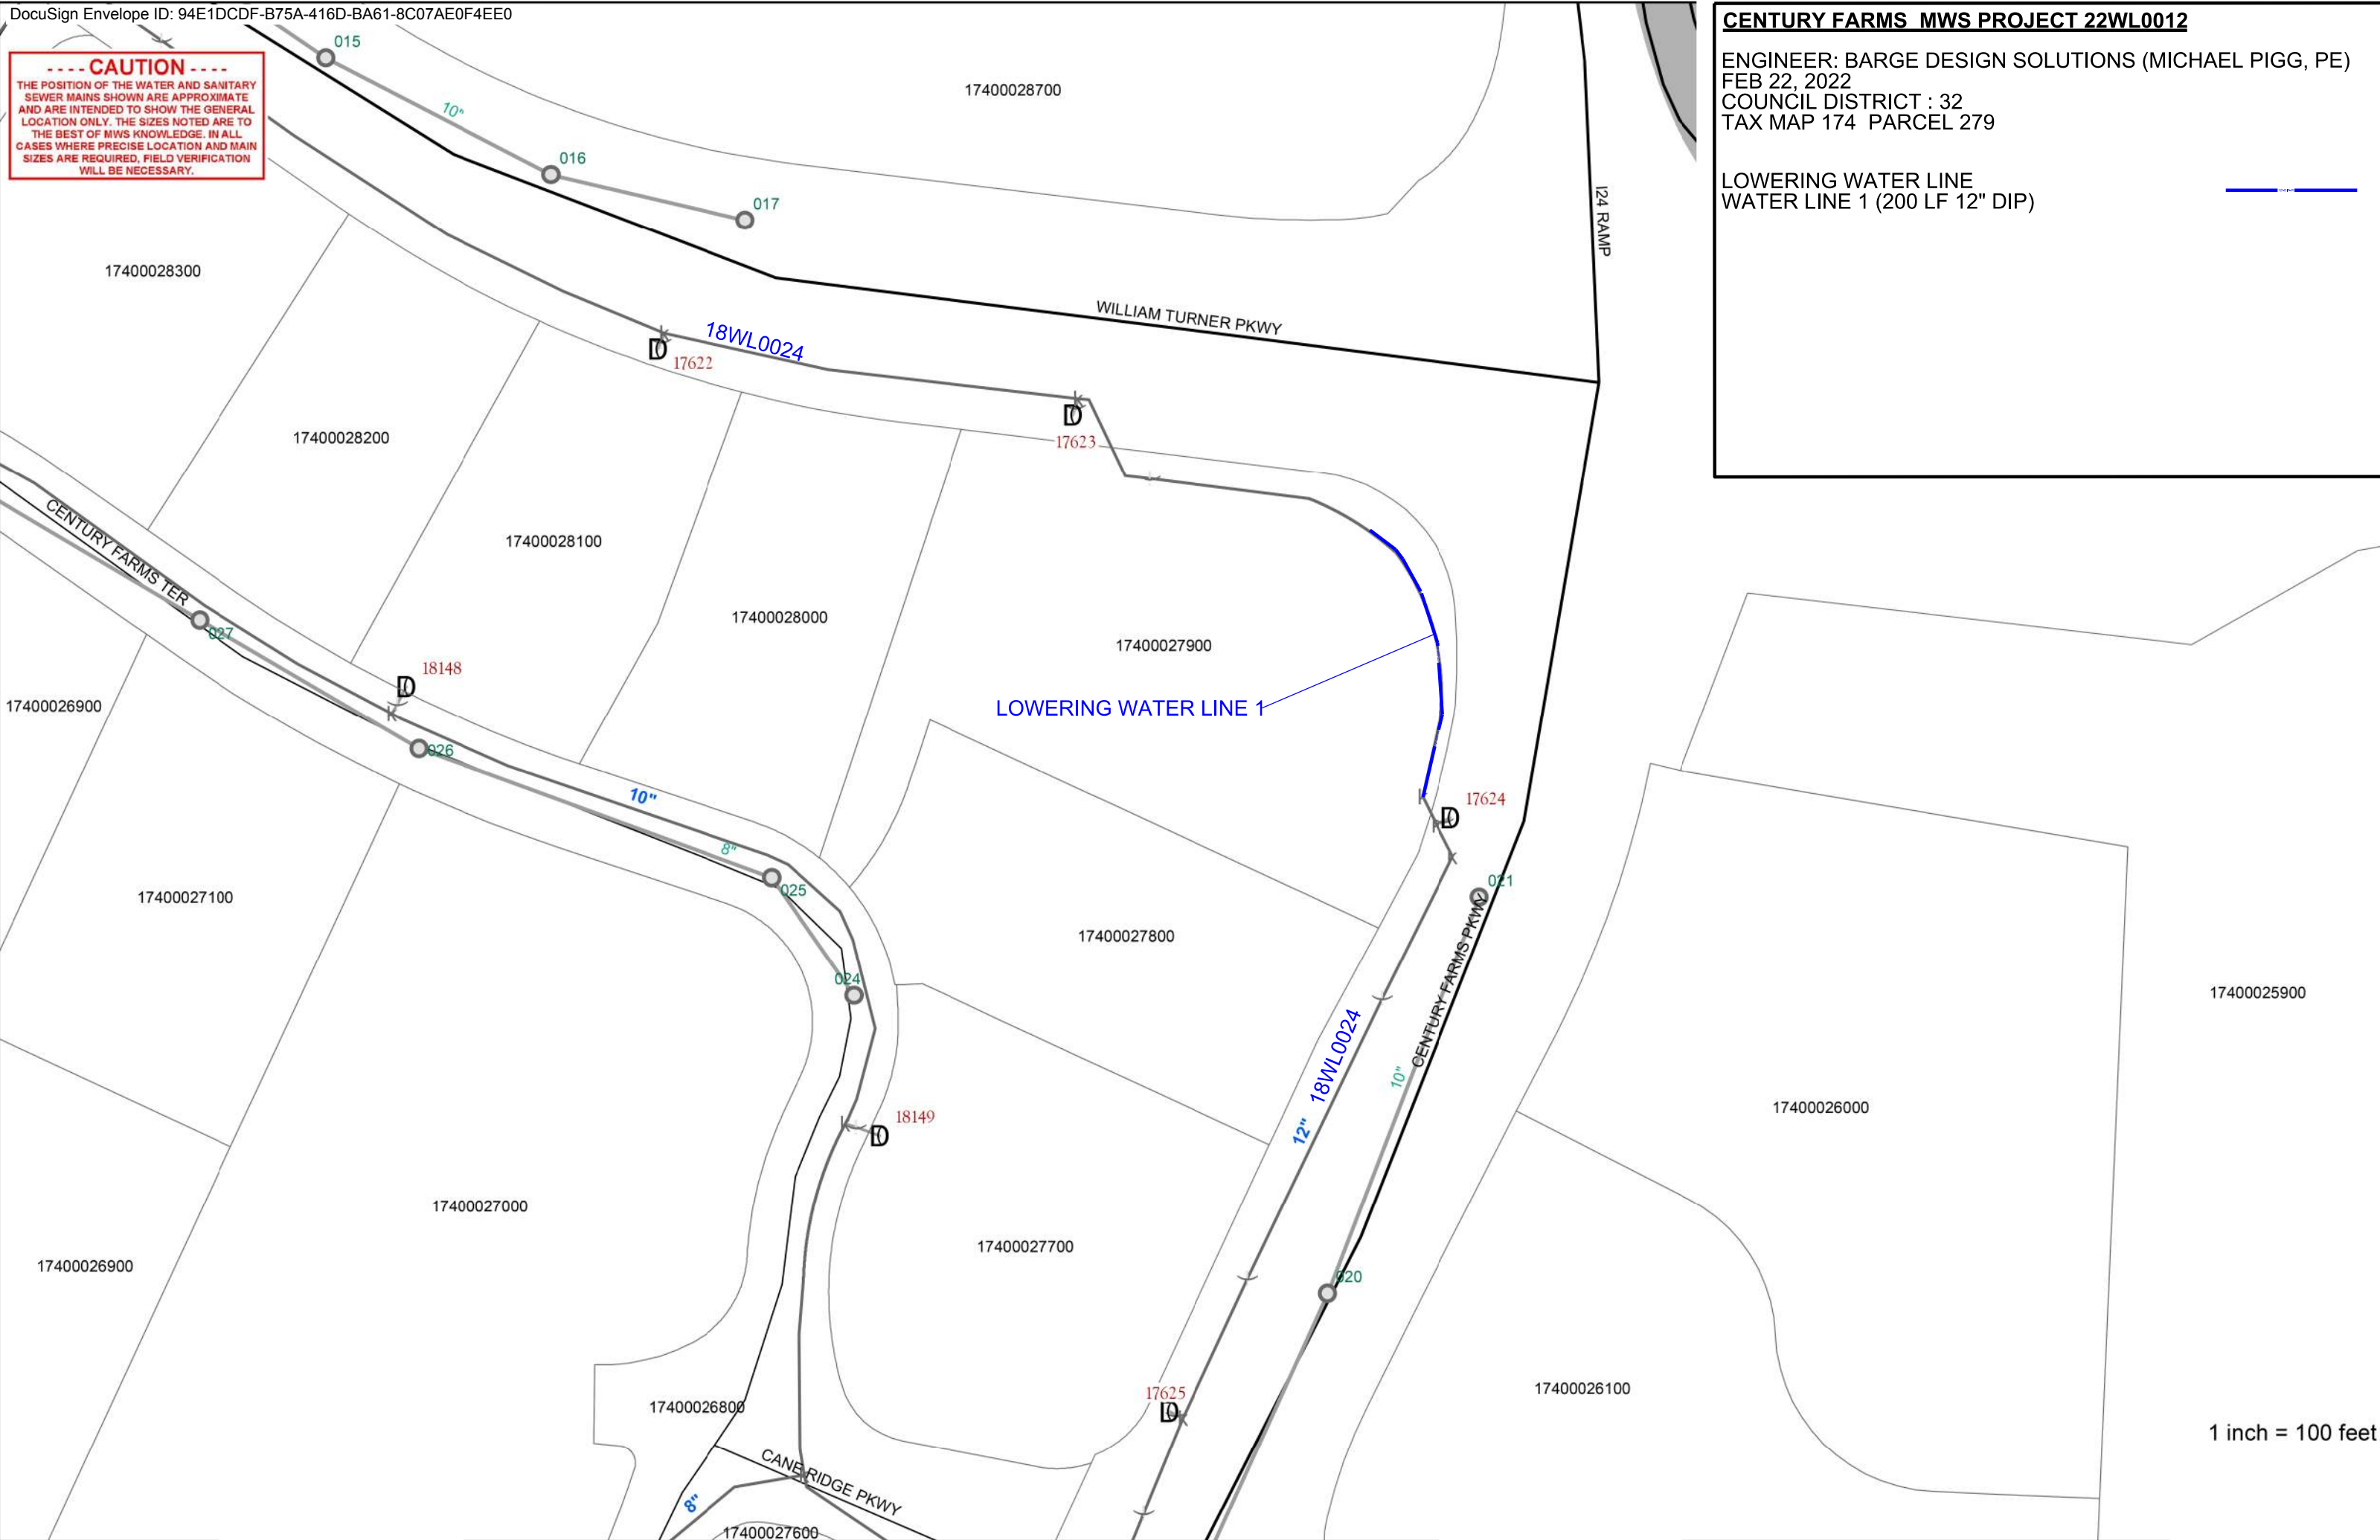 DocuSign Envelope ID: 94E1DCDF-B75A-416D-BA61-8C07AE0F4EE0
---- CAUTION ----
THE POSITION OF THE WATER AND SANITARY
SEWER MAINS SHOWN ARE APPROXIMATE
AND ARE INTENDED TO SHOW THE GENERAL
LOCATION ONLY. THE SIZES NOTED ARE TO
THE BEST OF MWS KNOWLEDGE. IN ALL
CASES WHERE PRECISE LOCATION AND MAIN
SIZES ARE REQUIRED, FIELD VERIFICATION
WILL BE NECESSARY.
CENTURY FARMS MWS PROJECT 22WL0012
ENGINEER: BARGE DESIGN SOLUTIONS (MICHAEL PIGG, PE)
FEB 22, 2022
COUNCIL DISTRICT : 32
TAX MAP 174 PARCEL 279
LOWERING WATER LINE
WATER LINE 1 (200 LF 12" DIP)
015
10"
016
017
17400028700
I24 RAMP
17400028300
WILLIAM TURNER PKWY
18WL0024
D
17622
D
17623
17400028200
17400028100
CENTURY FARMS TER
027
17400028000
17400027900
18148
D
17400026900
026
LOWERING WATER LINE 1
10"
17624
D
8"
025
021
17400027100
17400027800
024
CENTURY FARMS PKWY
17400025900
18WL0024
10"
12"
17400026000
18149
D
17400027000
17400027700
17400026900
020
17625
D
17400026100
17400026800
1 inch = 100 feet
CANE RIDGE PKWY
8"
17400027600